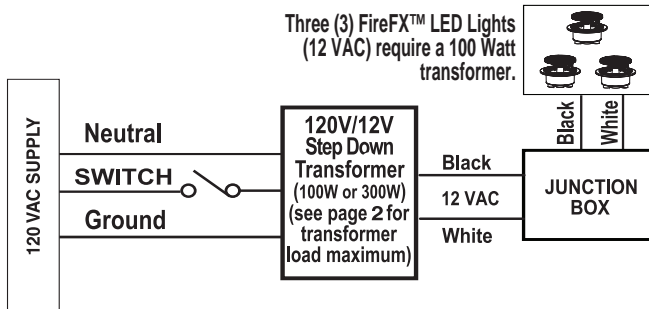 Three (3) FireFX™ LED Lights
(12 VAC) require a 100 Watt
transformer.
Black
White
120 VAC SUPPLY
Neutral
SWITCH
Ground
120V/12V
Step Down
Transformer
(100W or 300W)
(see page 2 for
transformer
load maximum)
Black
12 VAC
White
JUNCTION
BOX